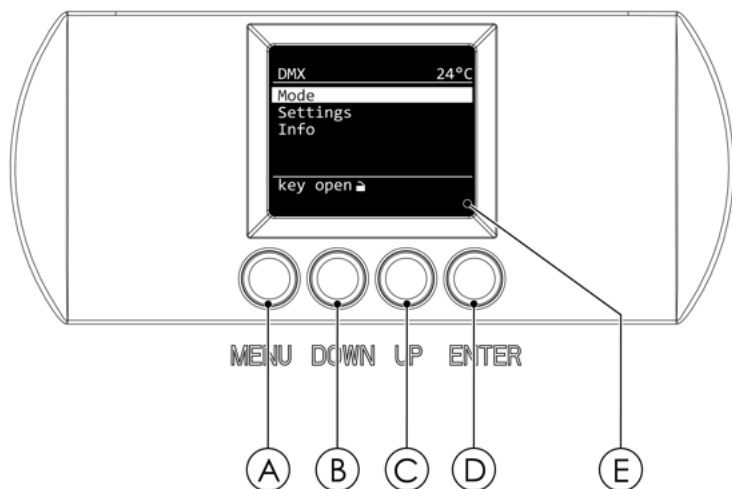 DMX 24°C
Mode
Settings
Info
key open
MENU DOWN UP ENTER
A B C D E